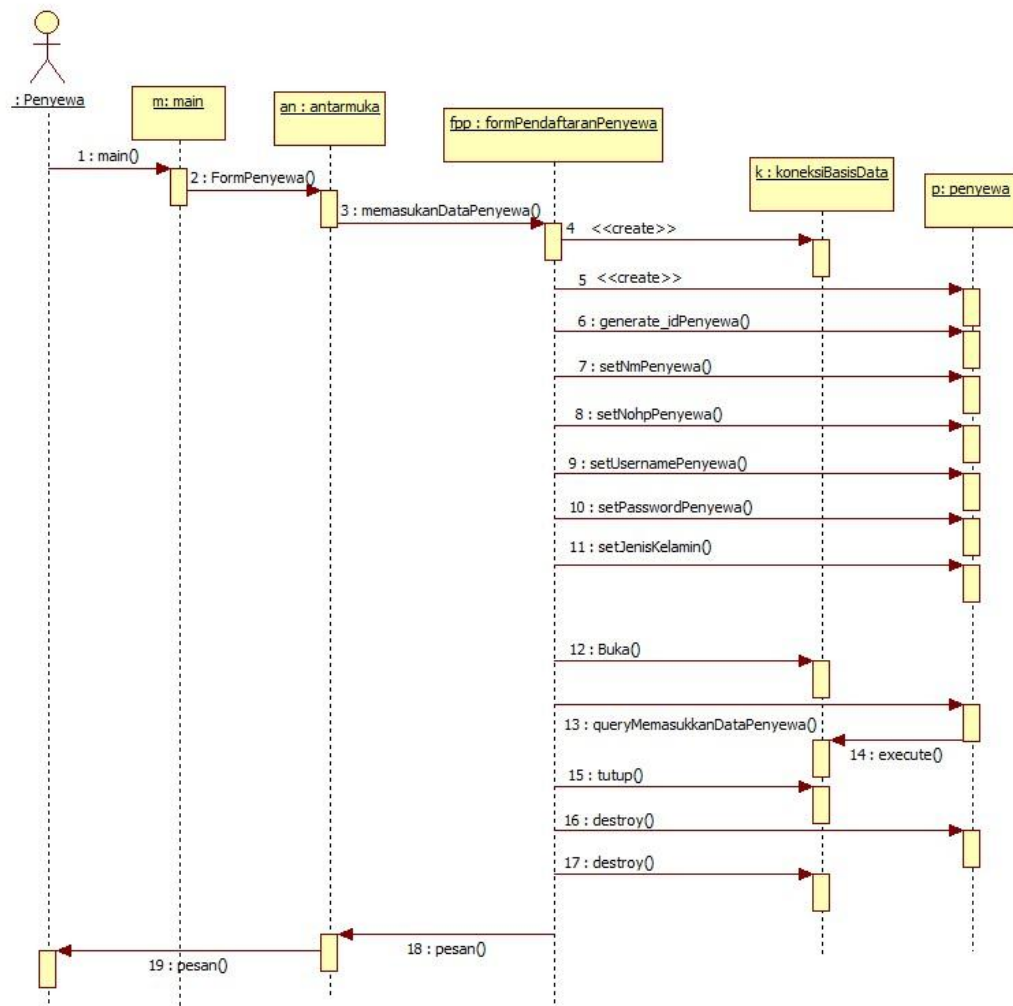 : Penyewa
m: main
an : antarmuka
fpp : formPendaftaranPenyewa
k : koneksiBasisData
p: penyewa
1 : main()
2 : FormPenyewa()
3 : memasukanDataPenyewa()
4 <<create>>
5 <<create>>
6 : generate_idPenyewa()
7 : setNmPenyewa()
8 : setNohpPenyewa()
9 : setUsernamePenyewa()
10 : setPasswordPenyewa()
11 : setJenisKelamin()
12 : Buka()
13 : queryMemasukkanDataPenyewa()
14 : execute()
15 : tutup()
16 : destroy()
17 : destroy()
18 : pesan()
19 : pesan()